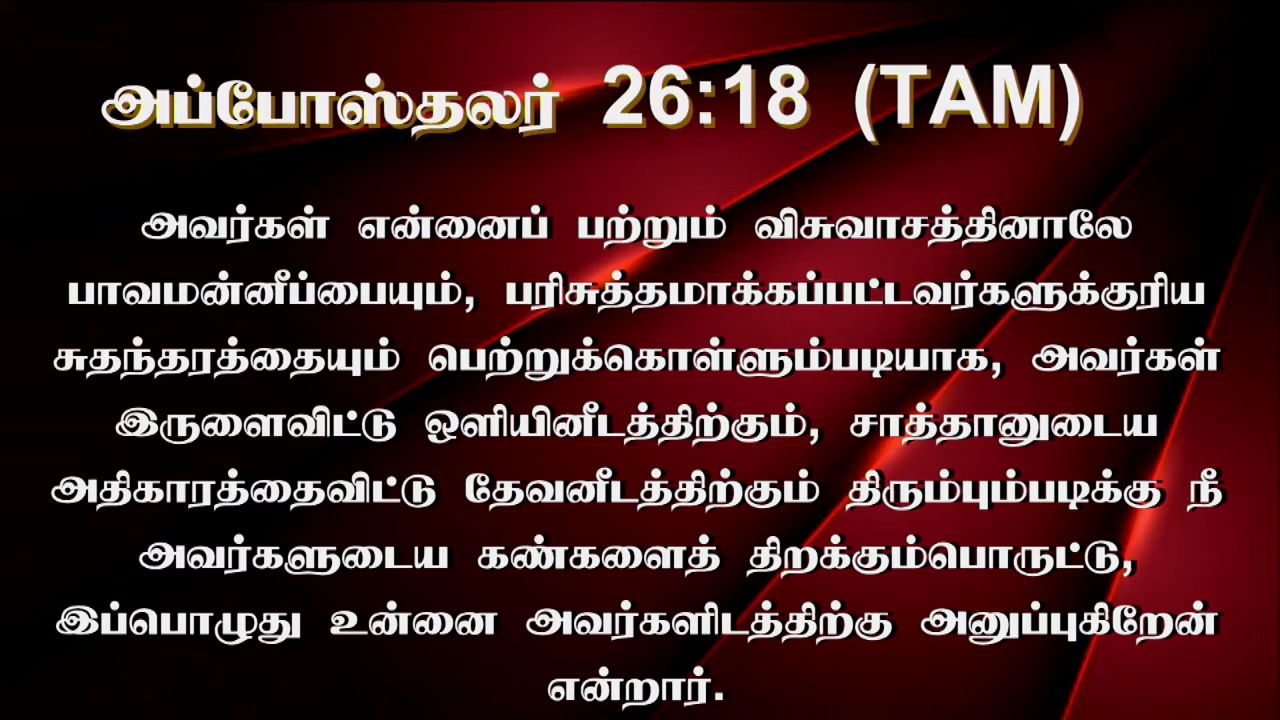 அப்போஸ்தலர் 26:18 (TAM)
அவர்கள் என்னைப் பற்றும் விசுவாசத்தினாலே
பாவமன்னிப்பையும், பரிசுத்தமாக்கப்பட்டவர்களுக்குரிய
சுதந்தரத்தையும் பெற்றுக்கொள்ளும்படியாக, அவர்கள்
இருளைவிட்டு ஒளியினீடத்திற்கும், சாத்தானுடைய
அதிகாரத்தைவிட்டு தேவனீடத்திற்கும் திரும்பும்படிக்கு நீ
அவர்களுடைய கண்களைத் திறக்கும்பொருட்டு,
இப்பொழுது உன்னை அவர்களிடத்திற்கு அனுப்புகிறேன்
என்றார்.